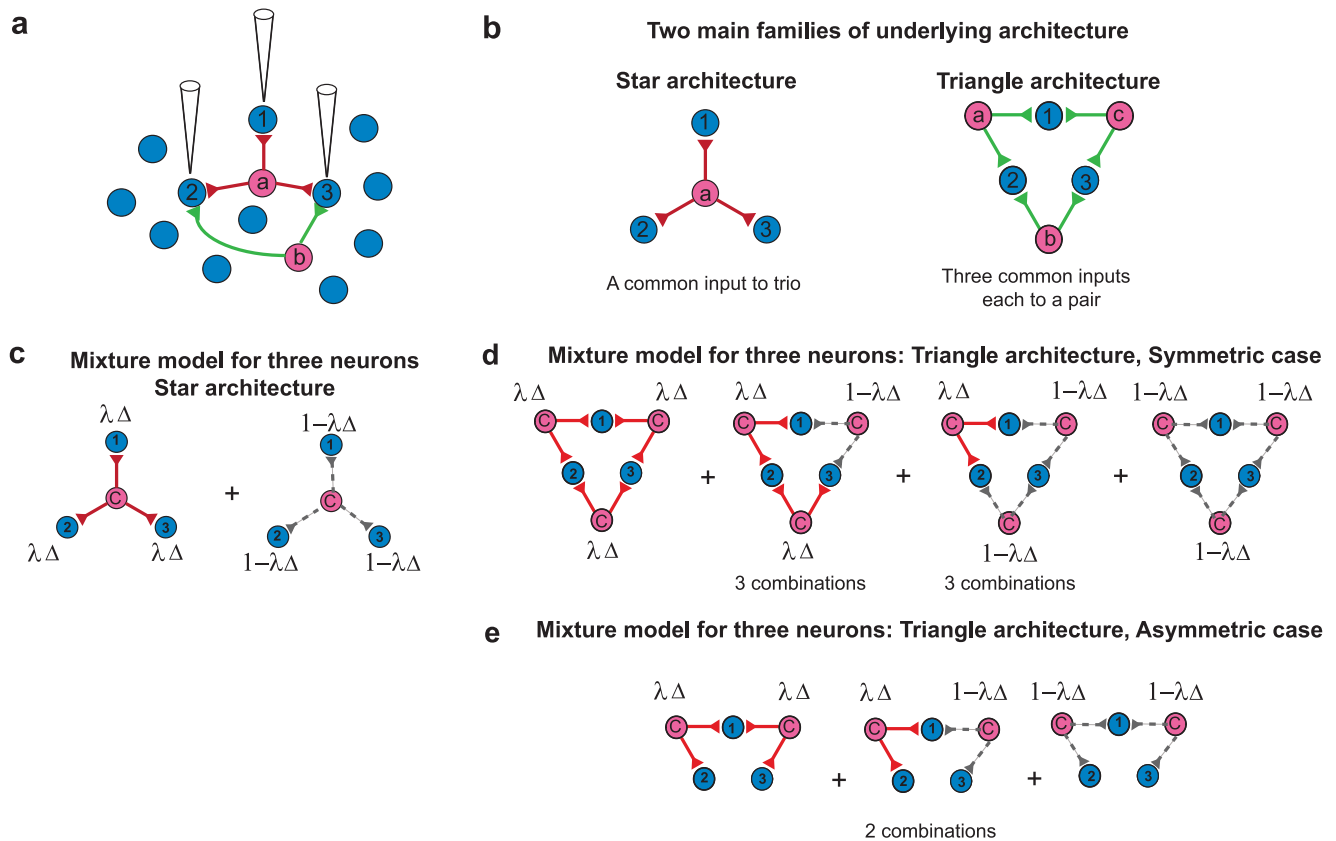 a
1
2
a
3
b
b
Two main families of underlying architecture
Star architecture
1
a
2
3
A common input to trio
Triangle architecture
a
1
c
2
3
b
Three common inputs
each to a pair
c
Mixture model for three neurons
Star architecture
λΔ
1
C
2
3
λΔ
λΔ
+
1−λΔ
1
C
2
3
1−λΔ
1−λΔ
d
Mixture model for three neurons: Triangle architecture, Symmetric case
λΔ
λΔ
C
1
C
2
3
C
λΔ
+
λΔ
1−λΔ
C
1
C
2
3
C
λΔ
3 combinations
+
λΔ
1−λΔ
C
1
C
2
3
C
1−λΔ
3 combinations
+
1−λΔ
1−λΔ
C
1
C
2
3
C
1−λΔ
e
Mixture model for three neurons: Triangle architecture, Asymmetric case
λΔ
λΔ
C
1
C
2
3
+
λΔ
1−λΔ
C
1
C
2
3
2 combinations
+
1−λΔ
1−λΔ
C
1
C
2
3